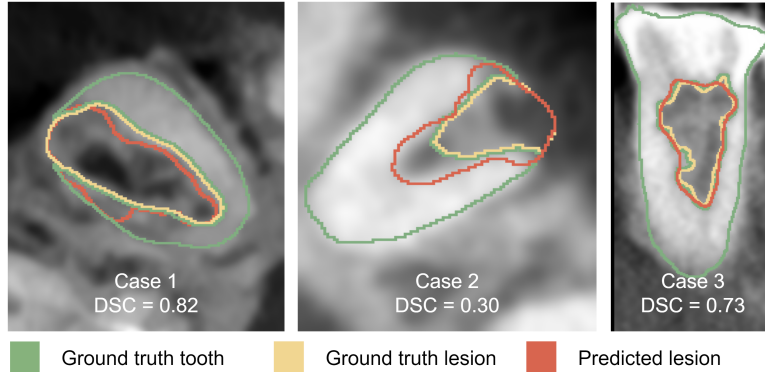 Case 1
DSC = 0.82
Case 2
DSC = 0.30
Case 3
DSC = 0.73
Ground truth tooth
Ground truth lesion
Predicted lesion